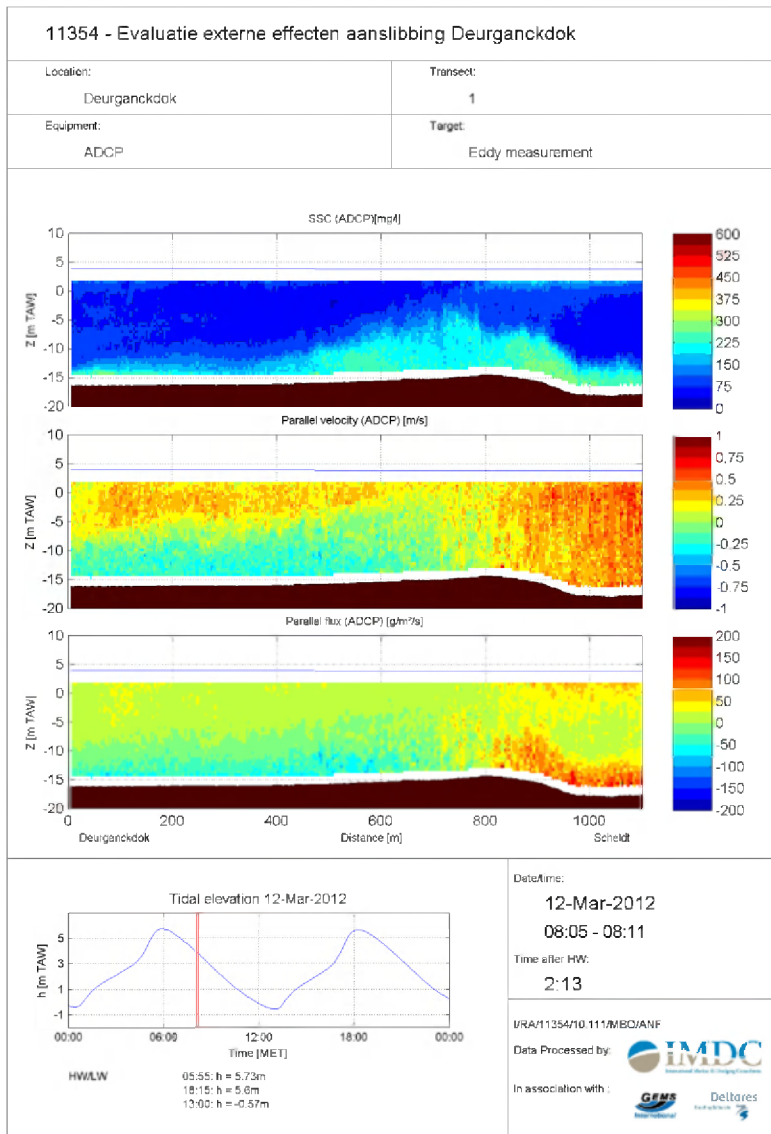 11354 - Evaluatie externe effecten aanslibbing Deurganckdok
Location:
Deurganckdok
Transect:
1
Equipment:
ADCP
Target:
Eddy measurement
SSC (ADCP)[mg/l]
10
5
0
-5
-10
-15
-20
Z [m TAW]
600
525
450
375
300
225
150
75
0
Parallel velocity (ADCP) [m/s]
10
5
0
-5
-10
-15
-20
Z [m TAW]
1
0.75
0.5
0.25
0
-0.25
-0.5
-0.75
-1
Parallel flux (ADCP) [g/m²/s]
10
5
0
-5
-10
-15
-20
Z [m TAW]
200
150
100
50
0
-50
-100
-150
-200
0 200 400 600 800 1000
Deurganckdok Distance [m] Scheldt
Tidal elevation 12-Mar-2012
5
3
1
-1
h [m TAW]
00:00 06:00 12:00 18:00 00:00
Time [MET]
HW/LW
05:55: h = 5.73m
18:15: h = 5.6m
13:00: h = -0.57m
Date/time:
12-Mar-2012
08:05 - 08:11
Time after HW:
2:13
I/RA/11354/10.111/MBO/ANF
Data Processed by:
IMDC
In association with :
GEMS
International
Deltares